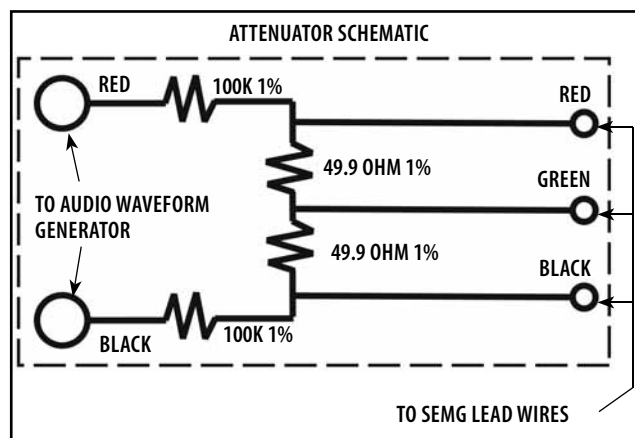 ATTENUATOR SCHEMATIC
RED
100K 1%
RED
49.9 OHM 1%
GREEN
TO AUDIO WAVEFORM
GENERATOR
49.9 OHM 1%
BLACK
100K 1%
BLACK
TO SEMG LEAD WIRES